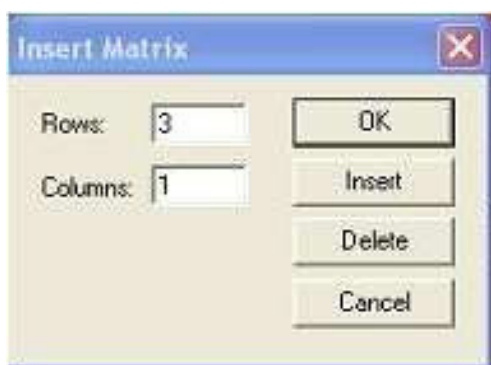 Insert Matrix
Rows: 3
OK
Columns: 1
Insert
Delete
Cancel